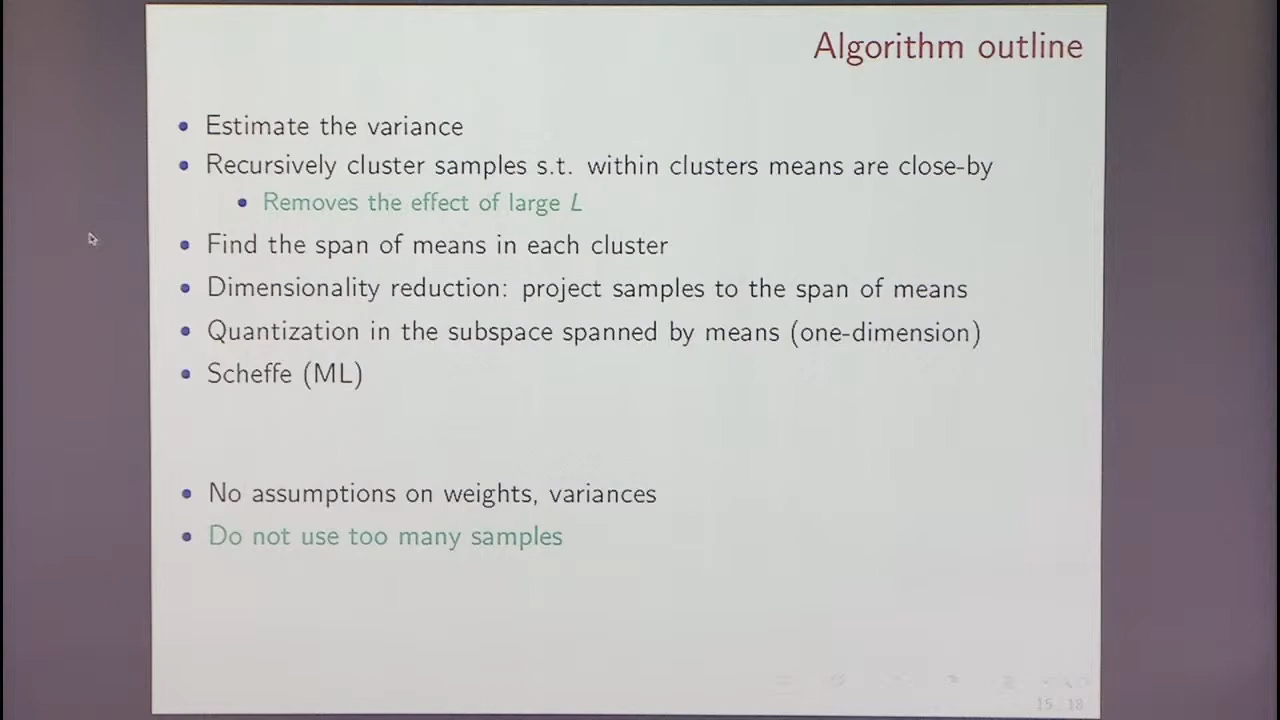 Algorithm outline
Estimate the variance
Recursively cluster samples s.t. within clusters means are close-by
Removes the effect of large L
Find the span of means in each cluster
Dimensionality reduction: project samples to the span of means
Quantization in the subspace spanned by means (one-dimension)
Scheffe (ML)
No assumptions on weights, variances
Do not use too many samples
15 18